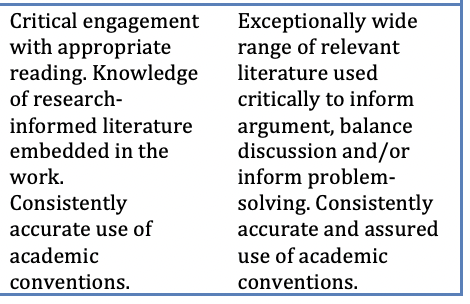 Critical engagement
with appropriate
reading. Knowledge
of research-
informed literature
embedded in the
work.
Consistently
accurate use of
academic
conventions.
Exceptionally wide
range of relevant
literature used
critically to inform
argument, balance
discussion and/or
inform problem-
solving. Consistently
accurate and assured
use of academic
conventions.